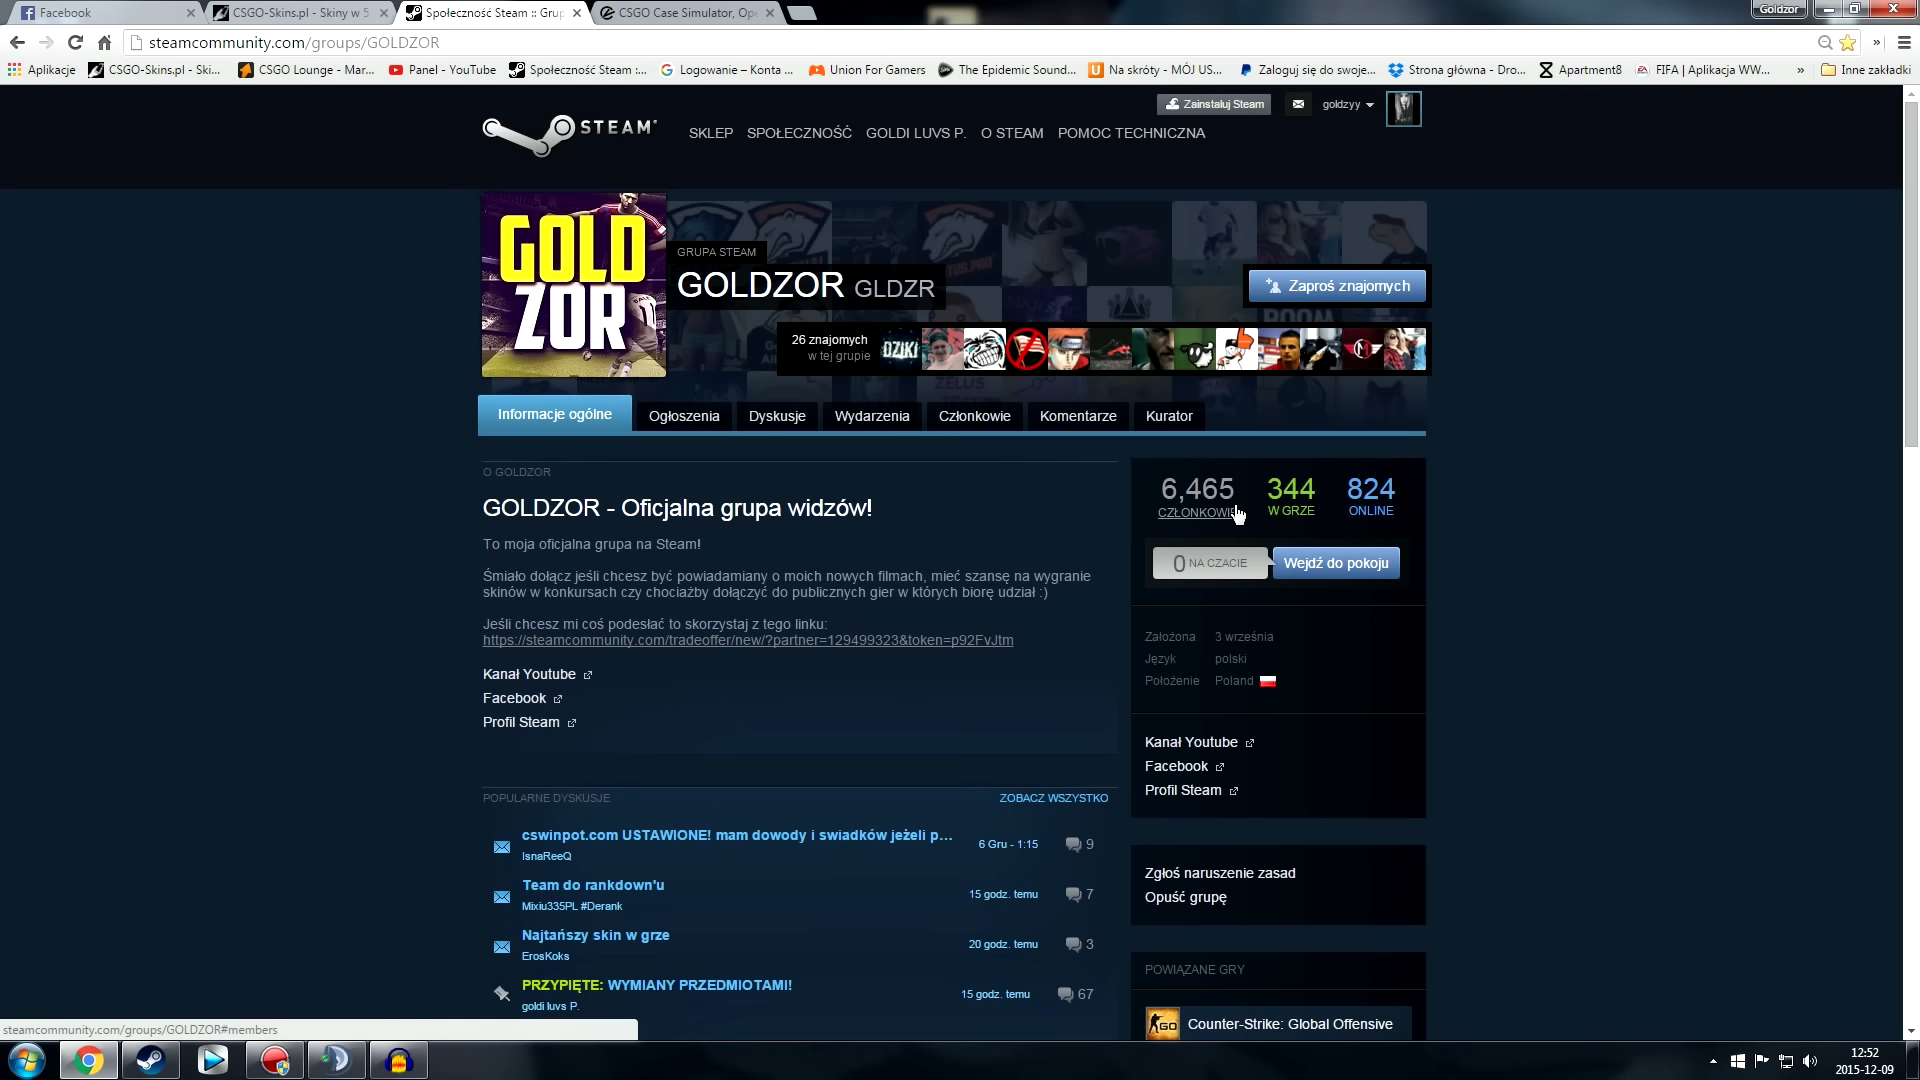 Facebook
CSGO-Skins.pl - Skiny w 5
Społeczność Steam :: Gru
CSGO Case Simulator, Op
Goldzor
steamcommunity.com/groups/GOLDZOR
Aplikacje
CSGO-Skins.pl - Ski...
CSGO Lounge - Mar...
Panel - YouTube
Społeczność Steam :...
Logowanie – Konta ...
Union For Gamers
The Epidemic Sound...
Na skróty - MÓJ US...
Zaloguj się do swoje...
Strona główna - Dro...
Apartment8
FIFA | Aplikacja WW...
»
Inne zakładki
Zainstaluj Steam
goldzyy
STEAM
SKLEP
SPOŁECZNOŚĆ
GOLDI LUVS P.
O STEAM
POMOC TECHNICZNA
GOLD
ZOR
GRUPA STEAM
GOLDZOR GLDZR
Zaproś znajomych
26 znajomych
w tej grupie
DZIKI
Informacje ogólne
Ogłoszenia
Dyskusje
Wydarzenia
Członkowie
Komentarze
Kurator
O GOLDZOR
GOLDZOR - Oficjalna grupa widzów!
To moja oficjalna grupa na Steam!
Śmiało dołącz jeśli chcesz być powiadamiany o moich nowych filmach, mieć szansę na wygranie
skinów w konkursach czy chociażby dołączyć do publicznych gier w których biorę udział :)
Jeśli chcesz mi coś podesłać to skorzystaj z tego linku:
https://steamcommunity.com/tradeoffer/new/?partner=129499323&token=p92FvJtm
Kanał Youtube
Facebook
Profil Steam
6,465
CZŁONKOWIE
344
W GRZE
824
ONLINE
0 NA CZACIE
Wejdź do pokoju
Założona 3 września
Język polski
Położenie Poland
Kanał Youtube
Facebook
Profil Steam
Zgłoś naruszenie zasad
Opuść grupę
POWIĄZANE GRY
GO
Counter-Strike: Global Offensive
POPULARNE DYSKUSJE
ZOBACZ WSZYSTKO
cswinpot.com USTAWIONE! mam dowody i swiadków jeżeli p...
IsnaReeQ
6 Gru - 1:15
9
Team do rankdown'u
Mixiu335PL #Derank
15 godz. temu
7
Najtańszy skin w grze
ErosKoks
20 godz. temu
3
PRZYPIĘTE: WYMIANY PRZEDMIOTAMI!
goldi luvs P.
15 godz. temu
67
steamcommunity.com/groups/GOLDZOR#members
12:52
2015-12-09